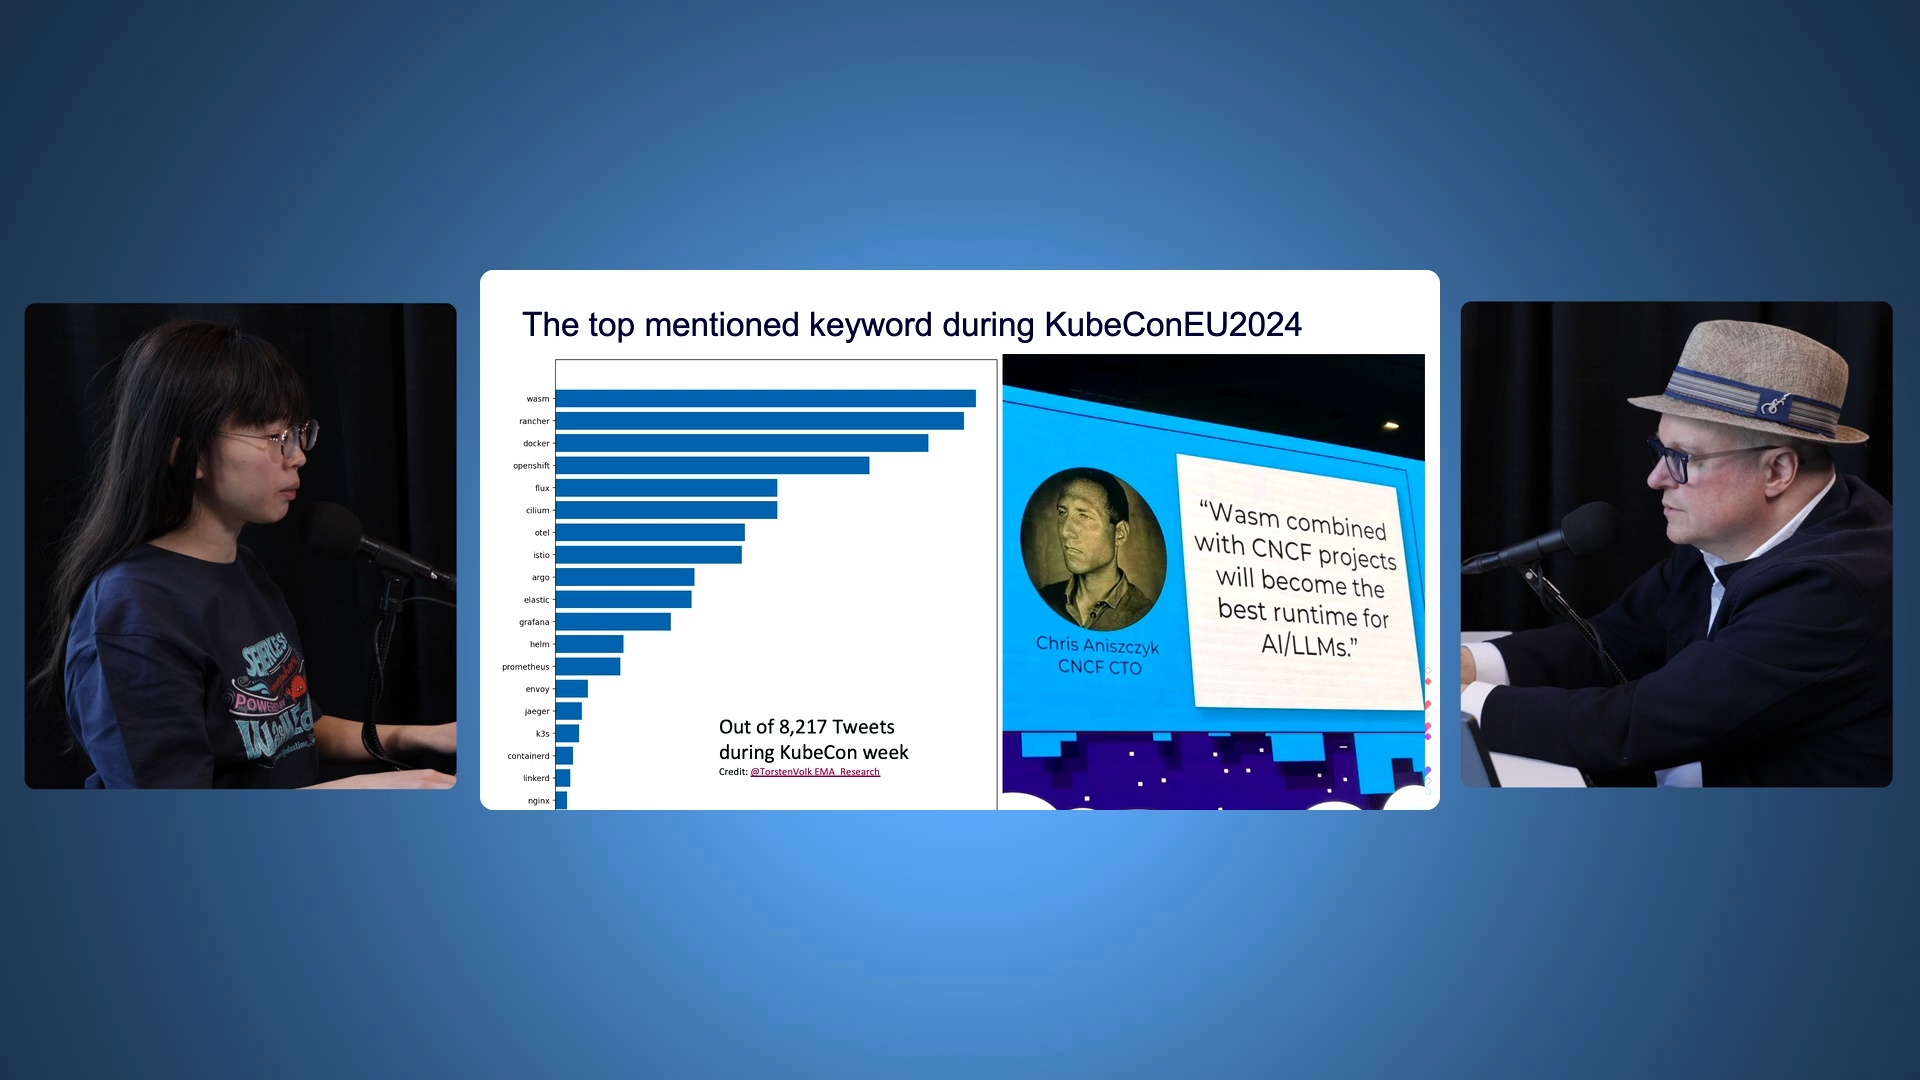 The top mentioned keyword during KubeConEU2024
wasm
rancher
docker
openshift
flux
cilium
otel
istio
argo
elastic
grafana
helm
prometheus
envoy
jaeger
k3s
containerd
linkerd
nginx
Out of 8,217 Tweets
during KubeCon week
Credit: @TorstenVolk EMA_Research
“Wasm combined
with CNCF projects
will become the
best runtime for
AI/LLMs.”
Chris Aniszczyk
CNCF CTO
POWERED